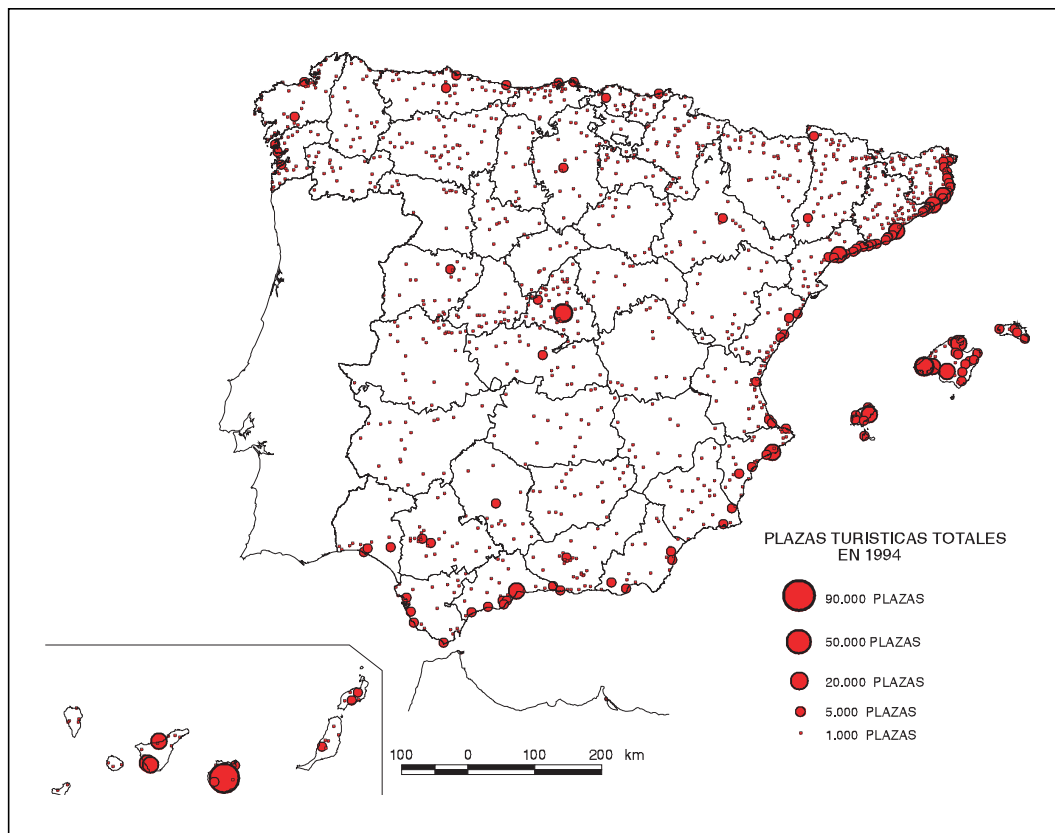 PLAZAS TURISTICAS TOTALES
EN 1994
90.000 PLAZAS
50.000 PLAZAS
20.000 PLAZAS
5.000 PLAZAS
1.000 PLAZAS
100 0 100 200 km